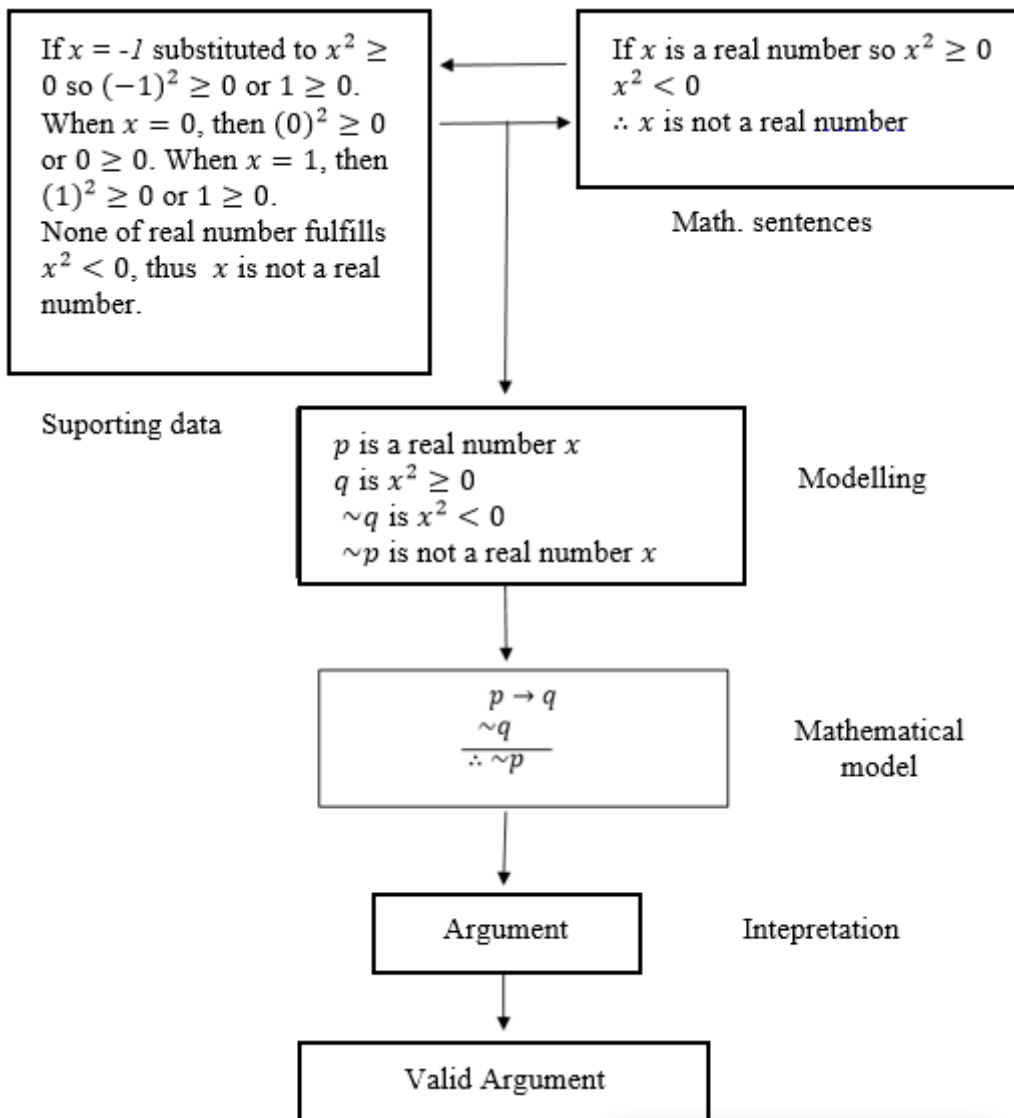 If x = -1 substituted to x² ≥
0 so (−1)² ≥ 0 or 1 ≥ 0.
When x = 0, then (0)² ≥ 0
or 0 ≥ 0. When x = 1, then
(1)² ≥ 0 or 1 ≥ 0.
None of real number fulfills
x² < 0, thus x is not a real
number.
If x is a real number so x² ≥ 0
x² < 0
∴ x is not a real number
Math. sentences
Suporting data
p is a real number x
q is x² ≥ 0
~q is x² < 0
~p is not a real number x
Modelling
p → q
~q
∴ ~p
Mathematical
model
Argument
Intepretation
Valid Argument